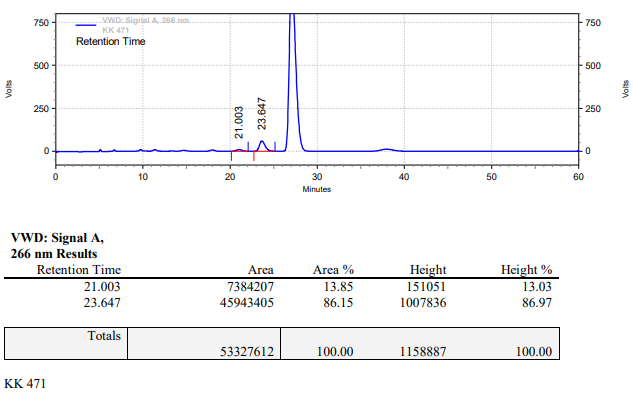 VWD: Signal A, 266 nm
KK 471
Retention Time
750 750
500 500
250 250
0 0
Volts Volts
21.003
23.647
0 10 20 30 40 50 60
Minutes
VWD: Signal A,
266 nm Results
Retention Time Area Area % Height Height %
21.003 7384207 13.85 151051 13.03
23.647 45943405 86.15 1007836 86.97
Totals
53327612 100.00 1158887 100.00
KK 471